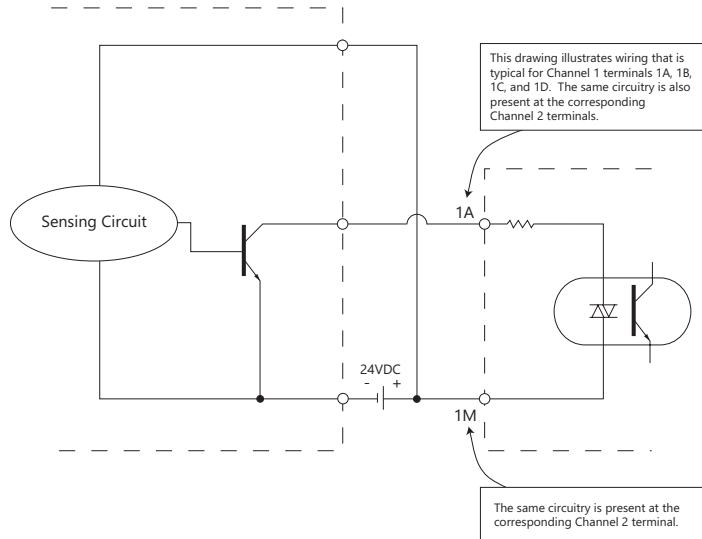 This drawing illustrates wiring that is
typical for Channel 1 terminals 1A, 1B,
1C, and 1D.  The same circuitry is also
present at the corresponding
Channel 2 terminals.
1A
Sensing Circuit
24VDC
- +
1M
The same circuitry is present at the
corresponding Channel 2 terminal.